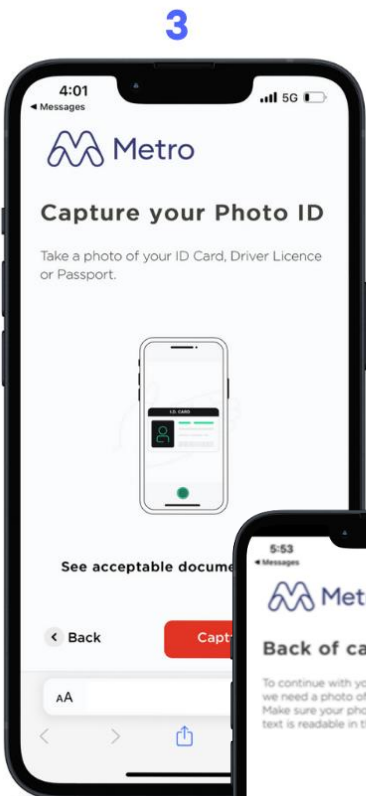 3
4:01
5G
Messages
Metro
Capture your Photo ID
Take a photo of your ID Card, Driver Licence
or Passport.
I.D. CARD
See acceptable docume
Back
Capt
AA
5:53
Messages
Met
Back of ca
To continue with yo
we need a photo of
Make sure your pho
text is readable in t